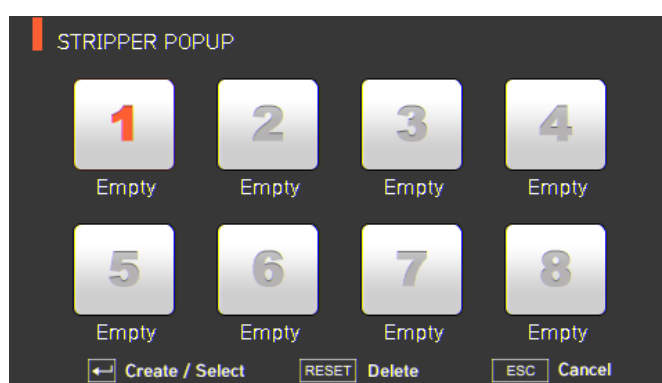 STRIPPER POPUP
1 2 3 4
Empty Empty Empty Empty
5 6 7 8
Empty Empty Empty Empty
Create / Select RESET Delete ESC Cancel